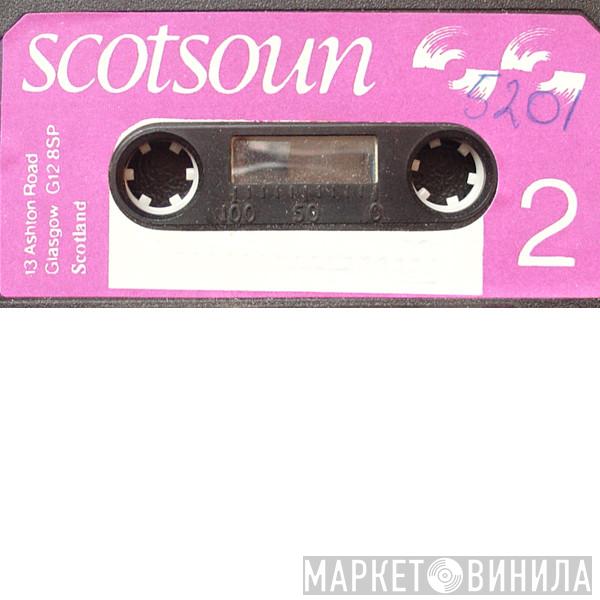 scotsoun
5201
13 Ashton Road
Glasgow G12 8SP
Scotland
100 50 0
2
МАРКЕТ ВИНИЛА